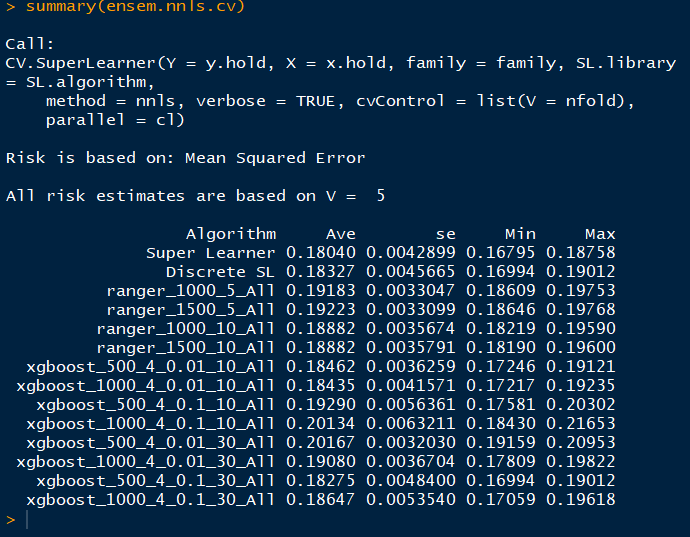 > summary(ensem.nnls.cv)
Call:
CV.SuperLearner(Y = y.hold, X = x.hold, family = family, SL.library
= SL.algorithm,
method = nnls, verbose = TRUE, cvControl = list(V = nfold),
parallel = cl)
Risk is based on: Mean Squared Error
All risk estimates are based on V =  5
Algorithm Ave se Min Max
Super Learner 0.18040 0.0042899 0.16795 0.18758
Discrete SL 0.18327 0.0045665 0.16994 0.19012
ranger_1000_5_All 0.19183 0.0033047 0.18609 0.19753
ranger_1500_5_All 0.19223 0.0033099 0.18646 0.19768
ranger_1000_10_All 0.18882 0.0035674 0.18219 0.19590
ranger_1500_10_All 0.18882 0.0035791 0.18190 0.19600
xgboost_500_4_0.01_10_All 0.18462 0.0036259 0.17246 0.19121
xgboost_1000_4_0.01_10_All 0.18435 0.0041571 0.17217 0.19235
xgboost_500_4_0.1_10_All 0.19290 0.0056361 0.17581 0.20302
xgboost_1000_4_0.1_10_All 0.20134 0.0063211 0.18430 0.21653
xgboost_500_4_0.01_30_All 0.20167 0.0032030 0.19159 0.20953
xgboost_1000_4_0.01_30_All 0.19080 0.0036704 0.17809 0.19822
xgboost_500_4_0.1_30_All 0.18275 0.0048400 0.16994 0.19012
xgboost_1000_4_0.1_30_All 0.18647 0.0053540 0.17059 0.19618
>